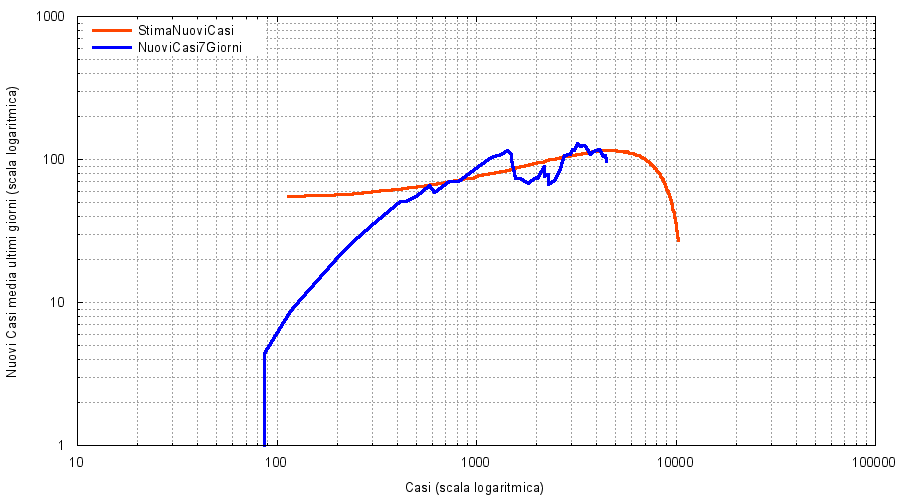 1000
StimaNuoviCasi
NuoviCasi7Giorni
100
10
1
Nuovi Casi media ultimi giorni (scala logaritmica)
10 100 1000 10000 100000
Casi (scala logaritmica)